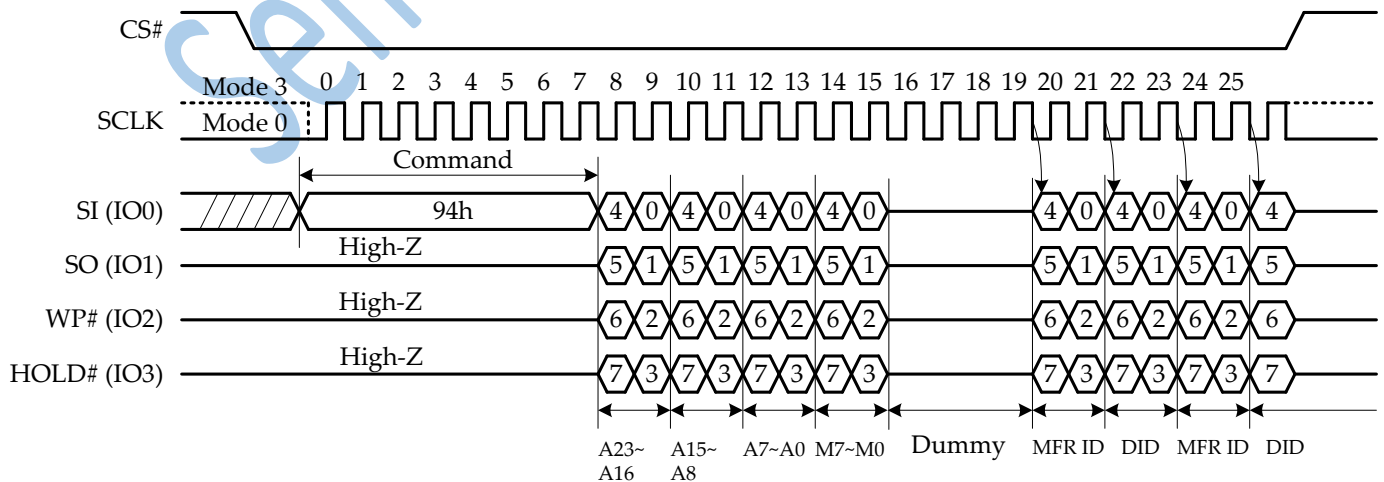 CS#
Sen
Mode 3
0 1 2 3 4 5 6 7 8 9 10 11 12 13 14 15 16 17 18 19 20 21 22 23 24 25
SCLK
Mode 0
Command
SI (IO0)
94h
4 0 4 0 4 0 4 0 4 0 4 0 4 0 4
High-Z
SO (IO1)
5 1 5 1 5 1 5 1 5 1 5 1 5 1 5
High-Z
WP# (IO2)
6 2 6 2 6 2 6 2 6 2 6 2 6 2 6
High-Z
HOLD# (IO3)
7 3 7 3 7 3 7 3 7 3 7 3 7 3 7
A23~
A16
A15~
A8
A7~A0
M7~M0
Dummy
MFR ID
DID
MFR ID
DID